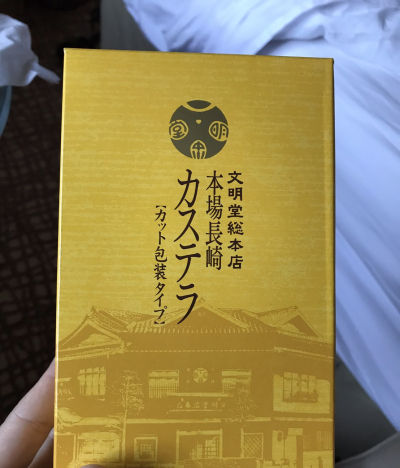 文明堂総本店
本場長崎
カステラ
[カット包装タイプ]